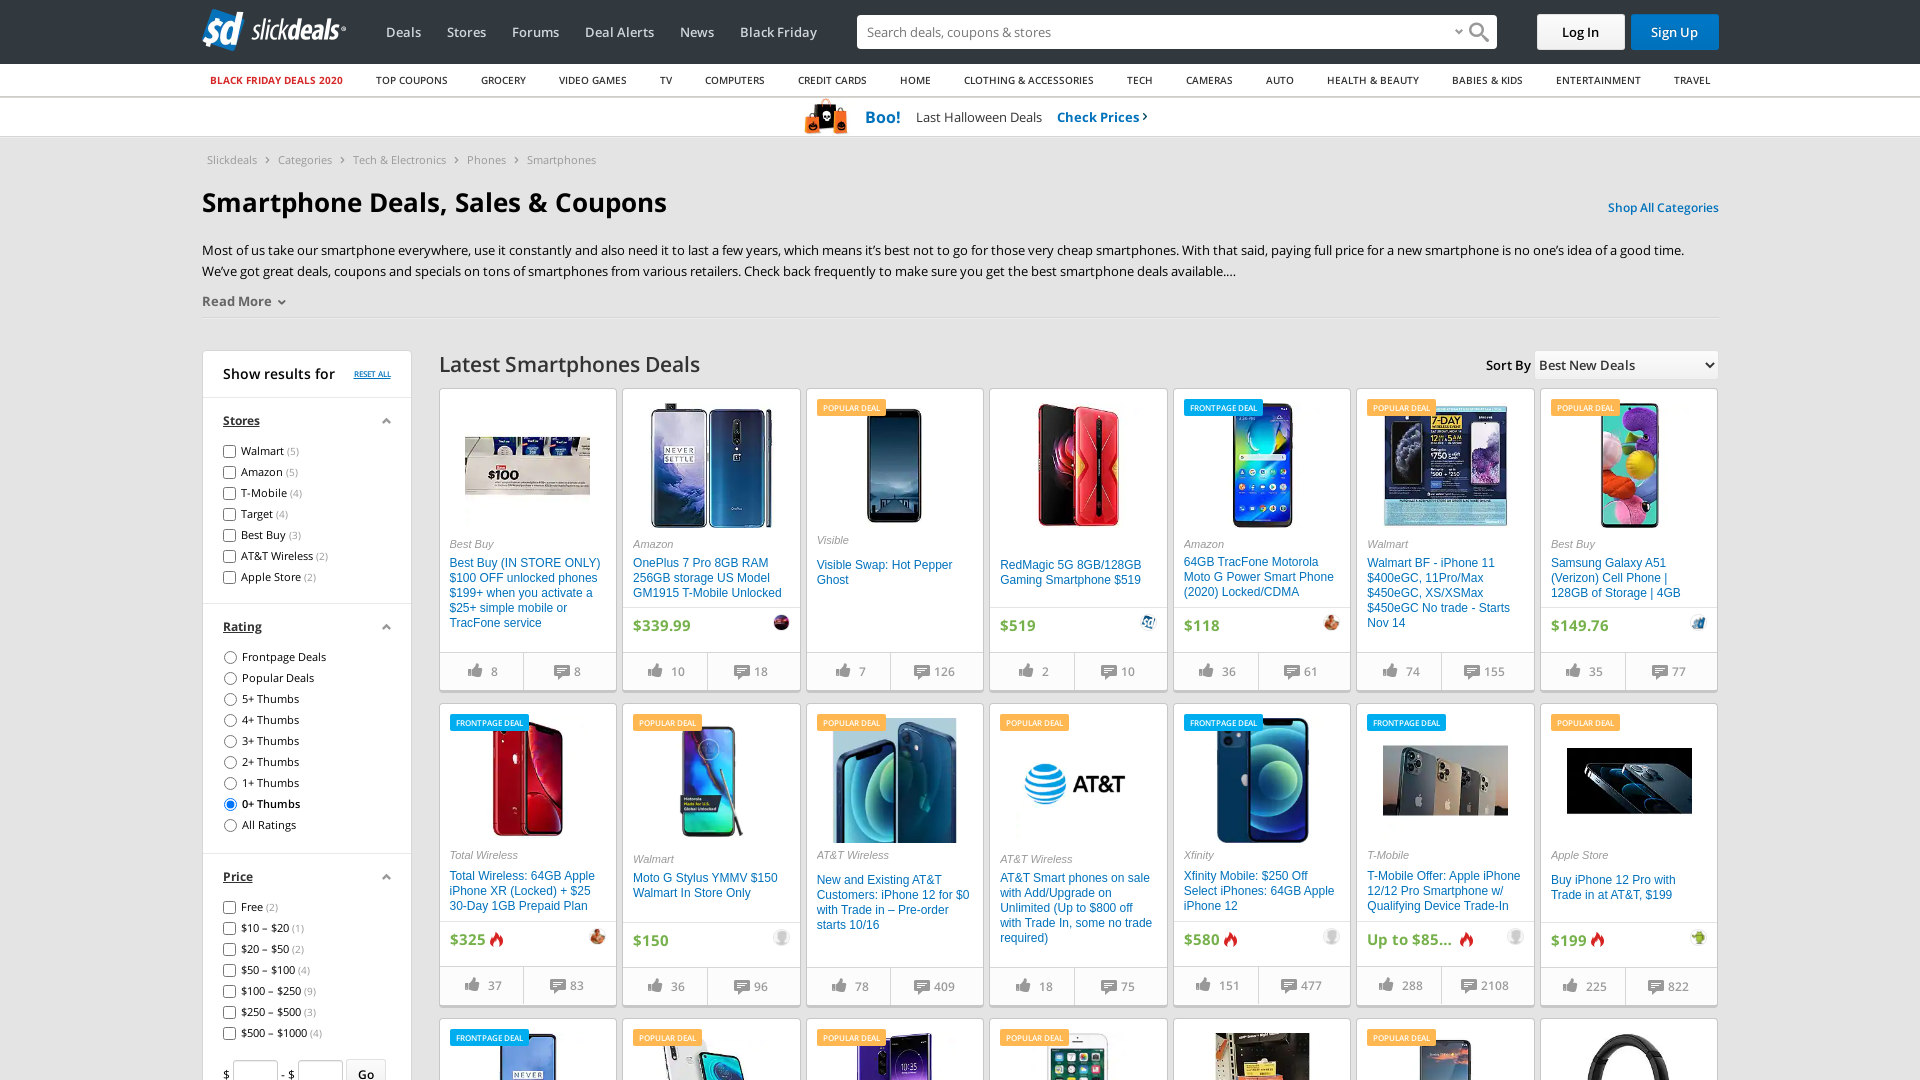 slickdeals
Deals
Stores
Forums
Deal Alerts
News
Black Friday
Search deals, coupons & stores
Log In
Sign Up
BLACK FRIDAY DEALS 2020
TOP COUPONS
GROCERY
VIDEO GAMES
TV
COMPUTERS
CREDIT CARDS
HOME
CLOTHING & ACCESSORIES
TECH
CAMERAS
AUTO
HEALTH & BEAUTY
BABIES & KIDS
ENTERTAINMENT
TRAVEL
Boo! Last Halloween Deals Check Prices
Slickdeals > Categories > Tech & Electronics > Phones > Smartphones
Smartphone Deals, Sales & Coupons
Shop All Categories
Most of us take our smartphone everywhere, use it constantly and also need it to last a few years, which means it’s best not to go for those very cheap smartphones. With that said, paying full price for a new smartphone is no one’s idea of a good time.
We’ve got great deals, coupons and specials on tons of smartphones from various retailers. Check back frequently to make sure you get the best smartphone deals available.…
Read More
Show results for
RESET ALL
Stores
Walmart (5)
Amazon (5)
T-Mobile (4)
Target (4)
Best Buy (3)
AT&T Wireless (2)
Apple Store (2)
Rating
Frontpage Deals
Popular Deals
5+ Thumbs
4+ Thumbs
3+ Thumbs
2+ Thumbs
1+ Thumbs
0+ Thumbs
All Ratings
Price
Free (2)
$10 – $20 (1)
$20 – $50 (2)
$50 – $100 (4)
$100 – $250 (9)
$250 – $500 (3)
$500 – $1000 (4)
$ - $ Go
Latest Smartphones Deals
Sort By
Best New Deals
$100
Best Buy
Best Buy (IN STORE ONLY)
$100 OFF unlocked phones
$199+ when you activate a
$25+ simple mobile or
TracFone service
8
8
NEVER
SETTLE
Amazon
OnePlus 7 Pro 8GB RAM
256GB storage US Model
GM1915 T-Mobile Unlocked
$339.99
10
18
POPULAR DEAL
Visible
Visible Swap: Hot Pepper
Ghost
7
126
RedMagic 5G 8GB/128GB
Gaming Smartphone $519
$519
2
10
FRONTPAGE DEAL
Amazon
64GB TracFone Motorola
Moto G Power Smart Phone
(2020) Locked/CDMA
$118
36
61
POPULAR DEAL
7-DAY
Walmart
Walmart BF - iPhone 11
$400eGC, 11Pro/Max
$450eGC, XS/XSMax
$450eGC No trade - Starts
Nov 14
74
155
POPULAR DEAL
Best Buy
Samsung Galaxy A51
(Verizon) Cell Phone |
128GB of Storage | 4GB
$149.76
35
77
FRONTPAGE DEAL
Total Wireless
Total Wireless: 64GB Apple
iPhone XR (Locked) + $25
30-Day 1GB Prepaid Plan
$325
37
83
POPULAR DEAL
Walmart
Moto G Stylus YMMV $150
Walmart In Store Only
$150
36
96
POPULAR DEAL
AT&T Wireless
New and Existing AT&T
Customers: iPhone 12 for $0
with Trade in – Pre-order
starts 10/16
78
409
POPULAR DEAL
AT&T
AT&T Wireless
AT&T Smart phones on sale
with Add/Upgrade on
Unlimited (Up to $800 off
with Trade In, some no trade
required)
18
75
FRONTPAGE DEAL
Xfinity
Xfinity Mobile: $250 Off
Select iPhones: 64GB Apple
iPhone 12
$580
151
477
FRONTPAGE DEAL
T-Mobile
T-Mobile Offer: Apple iPhone
12/12 Pro Smartphone w/
Qualifying Device Trade-In
Up to $85...
288
2108
POPULAR DEAL
Apple Store
Buy iPhone 12 Pro with
Trade in at AT&T, $199
$199
225
822
FRONTPAGE DEAL
NEVER
POPULAR DEAL
POPULAR DEAL
10:35
POPULAR DEAL
POPULAR DEAL